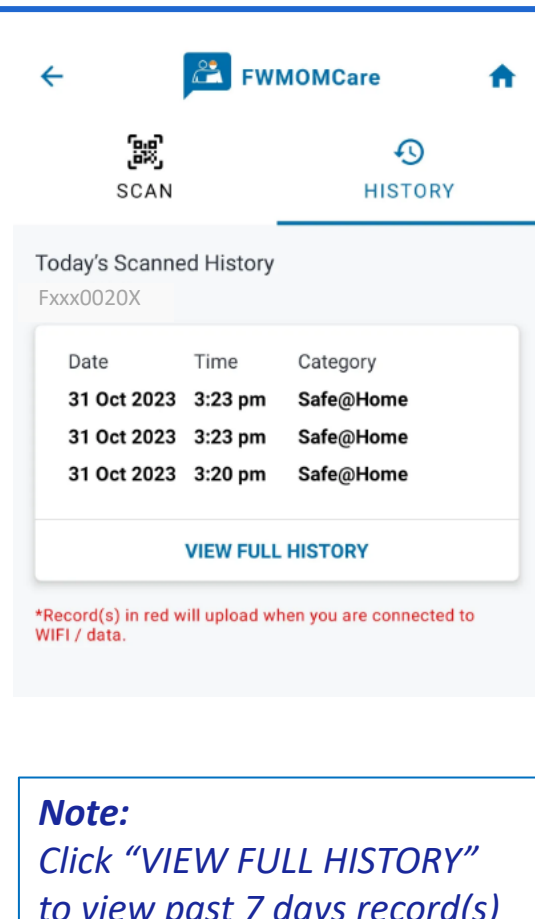 FWMOMCare
SCAN HISTORY
Today's Scanned History
Fxxx0020X
Date Time Category
31 Oct 2023 3:23 pm Safe@Home
31 Oct 2023 3:23 pm Safe@Home
31 Oct 2023 3:20 pm Safe@Home
VIEW FULL HISTORY
*Record(s) in red will upload when you are connected to
WIFI / data.
Note:
Click “VIEW FULL HISTORY”
to view past 7 days record(s)